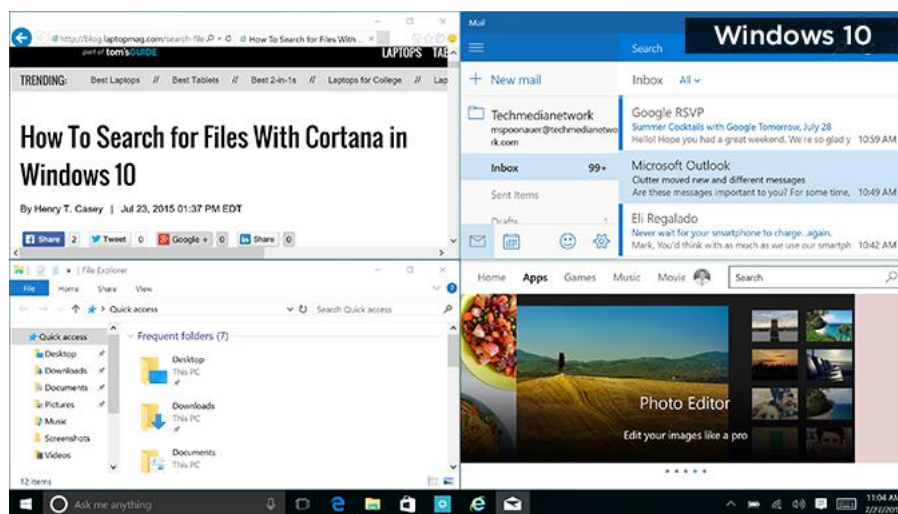 http://blog.laptopmag.com/search-file
How To Search for Files With ...
part of tom'sGUIDE
LAPTOPS TAB
TRENDING: Best Laptops // Best Tablets // Best 2-in-1s // Laptops for College // Lap
How To Search for Files With Cortana in
Windows 10
By Henry T. Casey | Jul 23, 2015 01:37 PM EDT
Share 2 Tweet 0 Google + 0 Share 0
Mail
Windows 10
Search
+ New mail
Inbox All
Techmedianetwork
mspoonauer@techmedianetwo
rk.com
Inbox 99+
Sent Items
Drafts 1
Google RSVP
Summer Cocktails with Google Tomorrow, July 28
Hello! Hope you had a great weekend. We're so glad y 10:59 AM
Microsoft Outlook
Clutter moved new and different messages
Are these messages important to you? For some time, 10:49 AM
Eli Regalado
Never wait for your smartphone to charge..again.
Mark, You'd think with as much as we use our smartph 10:42 AM
File Explorer
File Home Share View
Quick access
Search Quick access
Quick access
Desktop
Downloads
Documents
Pictures
Music
Screenshots
Videos
Frequent folders (7)
Desktop
This PC
Downloads
This PC
Documents
This PC
12 items
Home Apps Games Music Movie
Search
Photo Editor
Edit your images like a pro
Ask me anything
11:04 AM